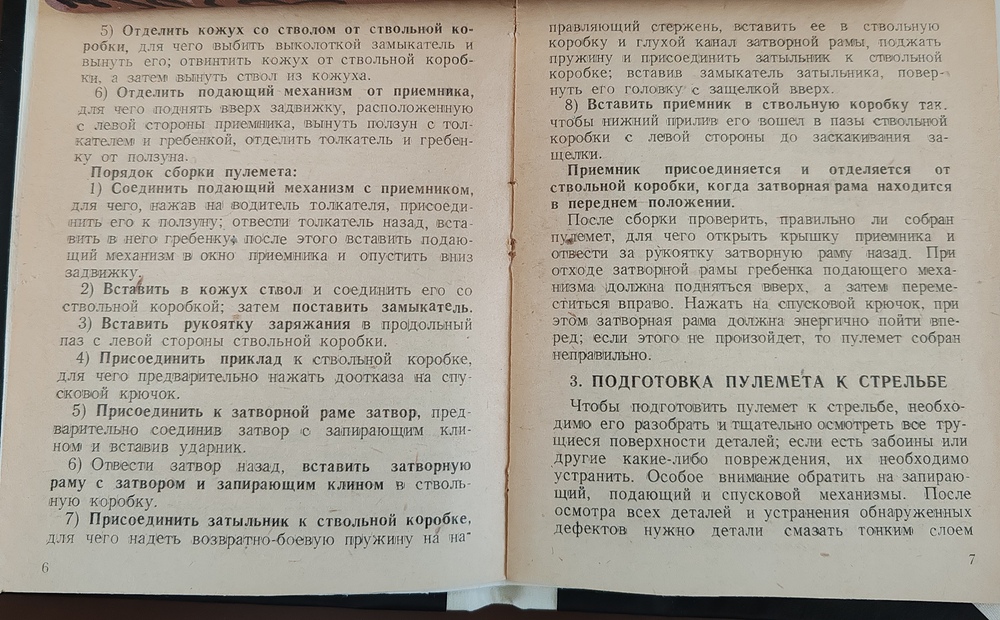 5) Отделить кожух со стволом от ствольной ко-
робки, для чего выбить выколоткой замыкатель и
вынуть его; отвинтить кожух от ствольной короб-
ки, а затем вынуть ствол из кожуха.
6) Отделить подающий механизм от приемника,
для чего поднять вверх задвижку, расположенную
с левой стороны приемника, вынуть ползун с тол-
кателем и гребенкой, отделить толкатель и гребен-
ку от ползуна.
Порядок сборки пулемета:
1) Соединить подающий механизм с приемником,
для чего, нажав на водитель толкателя, присоеди-
нить его к ползуну; отвести толкатель назад, вста-
вить в него гребенку, после этого вставить подаю-
щий механизм в окно приемника и опустить вниз
задвижку.
2) Вставить в кожух ствол и соединить его со
ствольной коробкой; затем поставить замыкатель.
3) Вставить рукоятку заряжания в продольный
паз с левой стороны ствольной коробки.
4) Присоединить приклад к ствольной коробке,
для чего предварительно нажать доотказа на спу-
сковой крючок.
5) Присоединить к затворной раме затвор, пред-
варительно соединив затвор с запирающим кли-
ном и вставив ударник.
6) Отвести затвор назад, вставить затворную
раму с затвором и запирающим клином в стволь-
ную коробку.
7) Присоединить затыльник к ствольной коробке,
для чего надеть возвратно-боевую пружину на на-
6
правляющий стержень, вставить ее в ствольную
коробку и глухой канал затворной рамы, поджать
пружину и присоединить затыльник к ствольной
коробке; вставив замыкатель затыльника, повер-
нуть его головку с защелкой вверх.
8) Вставить приемник в ствольную коробку так.
чтобы нижний прилив его вошел в пазы ствольной
коробки с левой стороны до заскакивания за-
щелки.
Приемник присоединяется и отделяется от
ствольной коробки, когда затворная рама находится
в переднем положении.
После сборки проверить, правильно ли собран
пулемет, для чего открыть крышку приемника и
отвести за рукоятку затворную раму назад. При
отходе затворной рамы гребенка подающего меха-
низма должна подняться вверх, а затем переме-
ститься вправо. Нажать на спусковой крючок, при
этом затворная рама должна энергично пойти впе-
ред; если этого не произойдет, то пулемет собран
неправильно.
3. ПОДГОТОВКА ПУЛЕМЕТА К СТРЕЛЬБЕ
Чтобы подготовить пулемет к стрельбе, необхо-
димо его разобрать и тщательно осмотреть все тру-
щиеся поверхности деталей; если есть забоины или
другие какие-либо повреждения, их необходимо
устранить. Особое внимание обратить на запираю-
щий, подающий и спусковой механизмы. После
осмотра всех деталей и устранения обнаруженных
дефектов нужно детали смазать тонким слоем
7